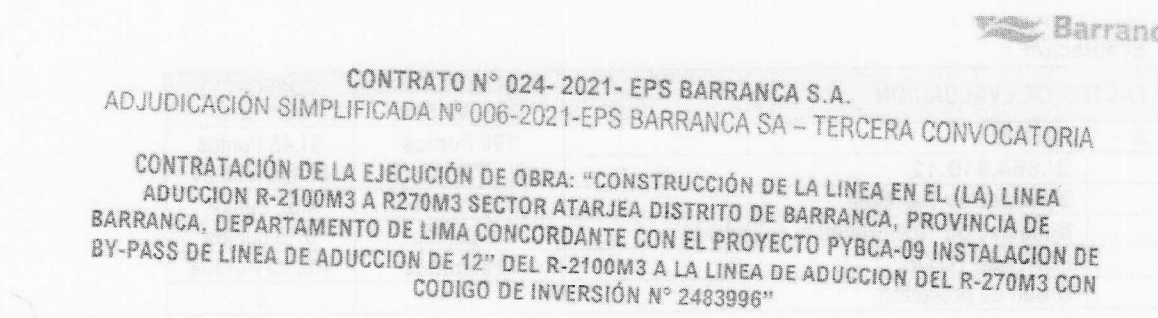 Barranc
CONTRATO N° 024- 2021- EPS BARRANCA S.A.
ADJUDICACIÓN SIMPLIFICADA Nº 006-2021-EPS BARRANCA SA – TERCERA CONVOCATORIA
CONTRATACIÓN DE LA EJECUCIÓN DE OBRA: “CONSTRUCCIÓN DE LA LINEA EN EL (LA) LINEA
ADUCCION R-2100M3 A R270M3 SECTOR ATARJEA DISTRITO DE BARRANCA, PROVINCIA DE
BARRANCA, DEPARTAMENTO DE LIMA CONCORDANTE CON EL PROYECTO PYBCA-09 INSTALACION DE
BY-PASS DE LINEA DE ADUCCION DE 12” DEL R-2100M3 A LA LINEA DE ADUCCION DEL R-270M3 CON
CODIGO DE INVERSIÓN N° 2483996”